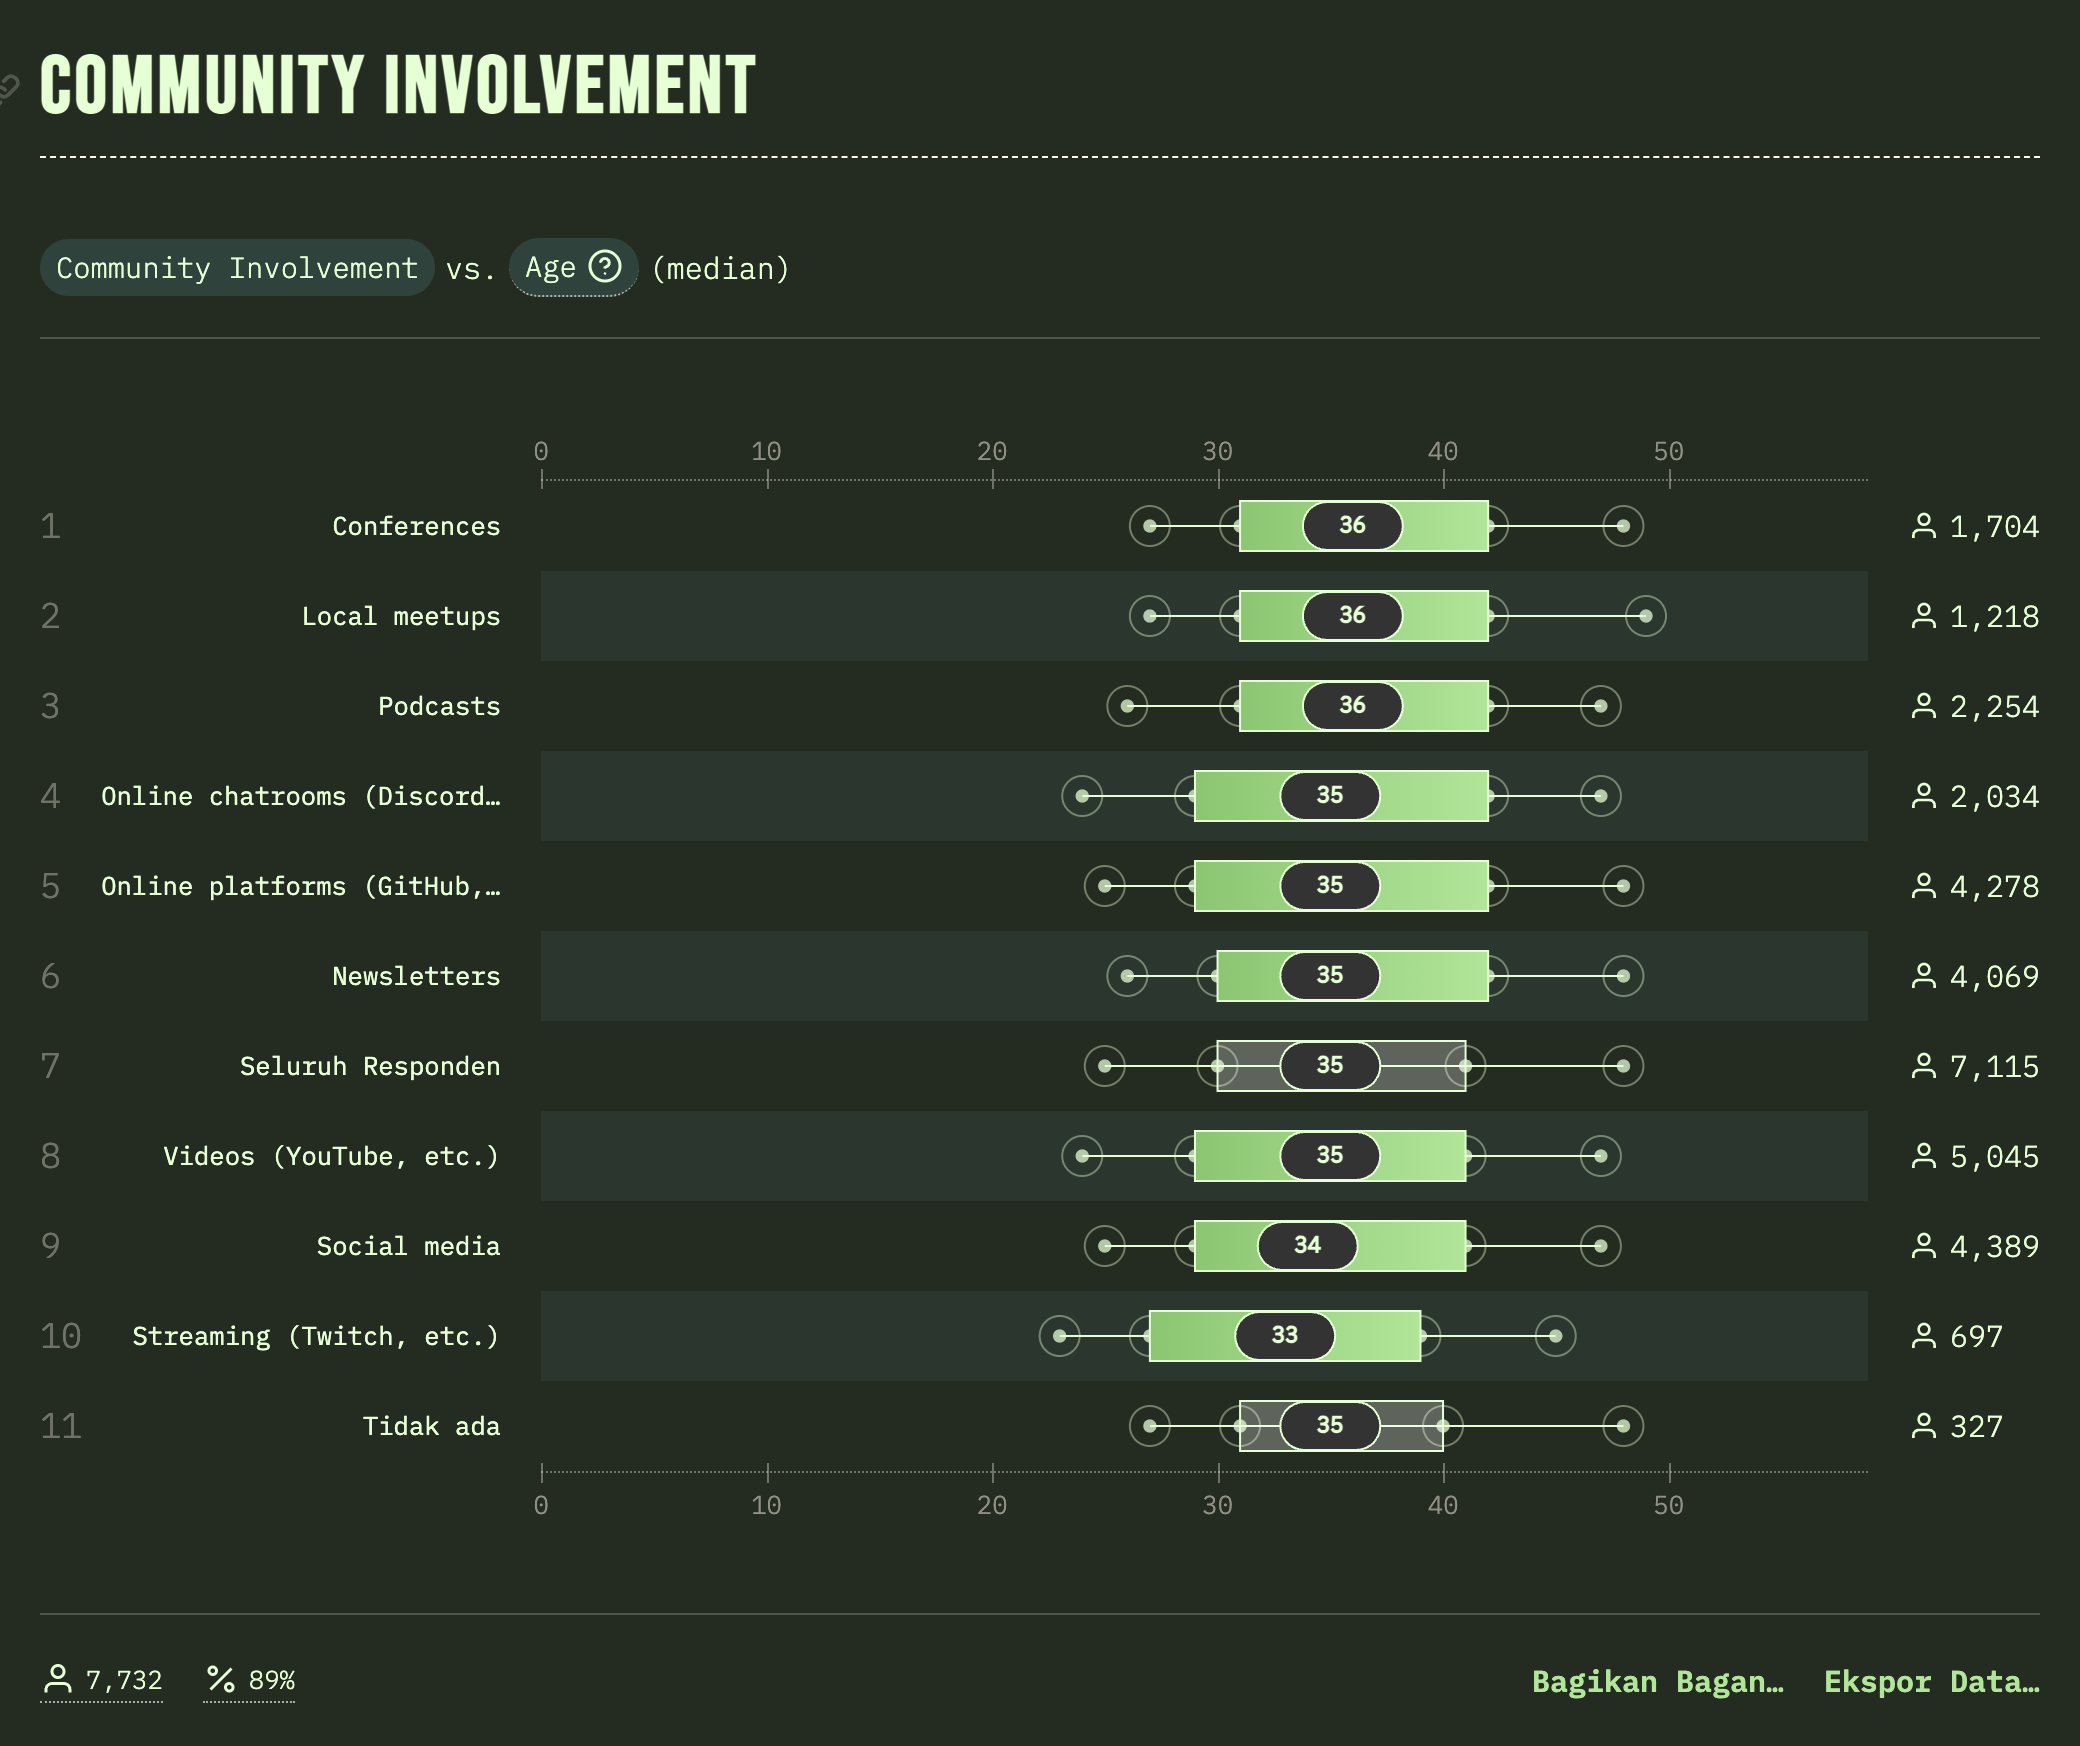 COMMUNITY INVOLVEMENT
Community Involvement vs. Age (median)
0 10 20 30 40 50
1 Conferences 36 1,704
2 Local meetups 36 1,218
3 Podcasts 36 2,254
4 Online chatrooms (Discord… 35 2,034
5 Online platforms (GitHub,… 35 4,278
6 Newsletters 35 4,069
7 Seluruh Responden 35 7,115
8 Videos (YouTube, etc.) 35 5,045
9 Social media 34 4,389
10 Streaming (Twitch, etc.) 33 697
11 Tidak ada 35 327
0 10 20 30 40 50
7,732 89% Bagikan Bagan… Ekspor Data…